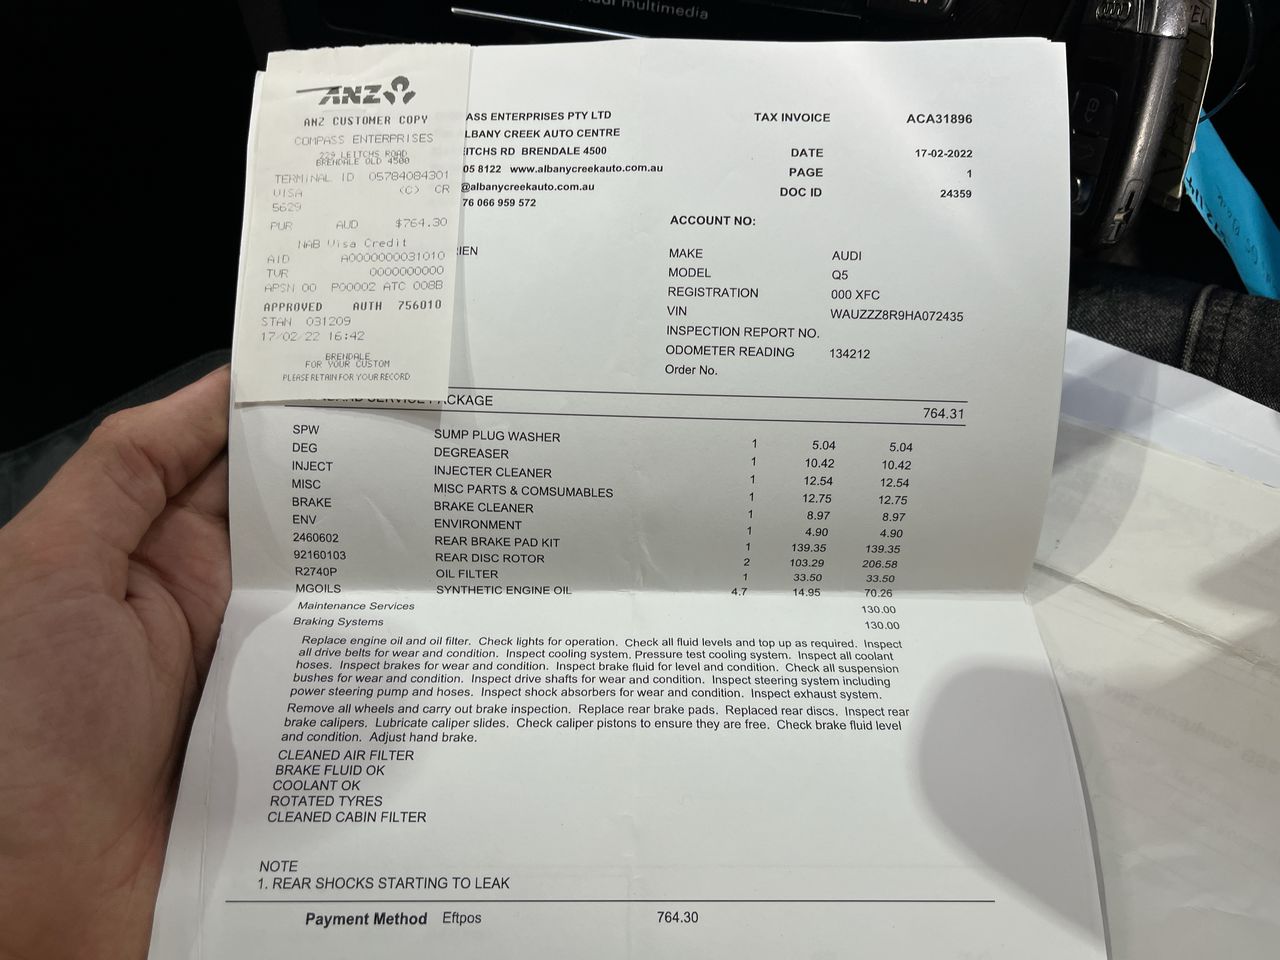 multimedia
ANZ
ANZ CUSTOMER COPY
COMPASS ENTERPRISES
229 LEITCHS ROAD
BRENDALE QLD 4500
TERMINAL ID 05784084301
VISA (C) CR
5629
PUR AUD $764.30
NAB Visa Credit
AID A0000000031010
TVR 0000000000
APSN 00 P00002 ATC 008B
APPROVED AUTH 756010
STAN 031209
17/02/22 16:42
BRENDALE
FOR YOUR CUSTOM
PLEASE RETAIN FOR YOUR RECORD
ASS ENTERPRISES PTY LTD
LBANY CREEK AUTO CENTRE
EITCHS RD BRENDALE 4500
05 8122 www.albanycreekauto.com.au
@albanycreekauto.com.au
76 066 959 572
RIEN
TAX INVOICE ACA31896
DATE 17-02-2022
PAGE 1
DOC ID 24359
ACCOUNT NO:
MAKE AUDI
MODEL Q5
REGISTRATION 000 XFC
VIN WAUZZZ8R9HA072435
INSPECTION REPORT NO.
ODOMETER READING 134212
Order No.
SERVICE PACKAGE 764.31
SPW SUMP PLUG WASHER 1 5.04 5.04
DEG DEGREASER 1 10.42 10.42
INJECT INJECTER CLEANER 1 12.54 12.54
MISC MISC PARTS & COMSUMABLES 1 12.75 12.75
BRAKE BRAKE CLEANER 1 8.97 8.97
ENV ENVIRONMENT 1 4.90 4.90
2460602 REAR BRAKE PAD KIT 1 139.35 139.35
92160103 REAR DISC ROTOR 2 103.29 206.58
R2740P OIL FILTER 1 33.50 33.50
MGOILS SYNTHETIC ENGINE OIL 4.7 14.95 70.26
Maintenance Services 130.00
Braking Systems 130.00
Replace engine oil and oil filter. Check lights for operation. Check all fluid levels and top up as required. Inspect
all drive belts for wear and condition. Inspect cooling system. Pressure test cooling system. Inspect all coolant
hoses. Inspect brakes for wear and condition. Inspect brake fluid for level and condition. Check all suspension
bushes for wear and condition. Inspect drive shafts for wear and condition. Inspect steering system including
power steering pump and hoses. Inspect shock absorbers for wear and condition. Inspect exhaust system.
Remove all wheels and carry out brake inspection. Replace rear brake pads. Replaced rear discs. Inspect rear
brake calipers. Lubricate caliper slides. Check caliper pistons to ensure they are free. Check brake fluid level
and condition. Adjust hand brake.
CLEANED AIR FILTER
BRAKE FLUID OK
COOLANT OK
ROTATED TYRES
CLEANED CABIN FILTER
NOTE
1. REAR SHOCKS STARTING TO LEAK
Payment Method Eftpos 764.30